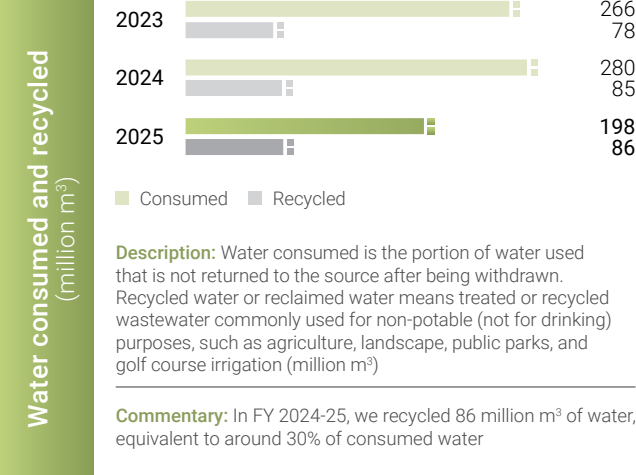 Water consumed and recycled
(million m³)
2023
266
78
2024
280
85
2025
198
86
Consumed Recycled
Description: Water consumed is the portion of water used
that is not returned to the source after being withdrawn.
Recycled water or reclaimed water means treated or recycled
wastewater commonly used for non-potable (not for drinking)
purposes, such as agriculture, landscape, public parks, and
golf course irrigation (million m³)
Commentary: In FY 2024-25, we recycled 86 million m³ of water,
equivalent to around 30% of consumed water